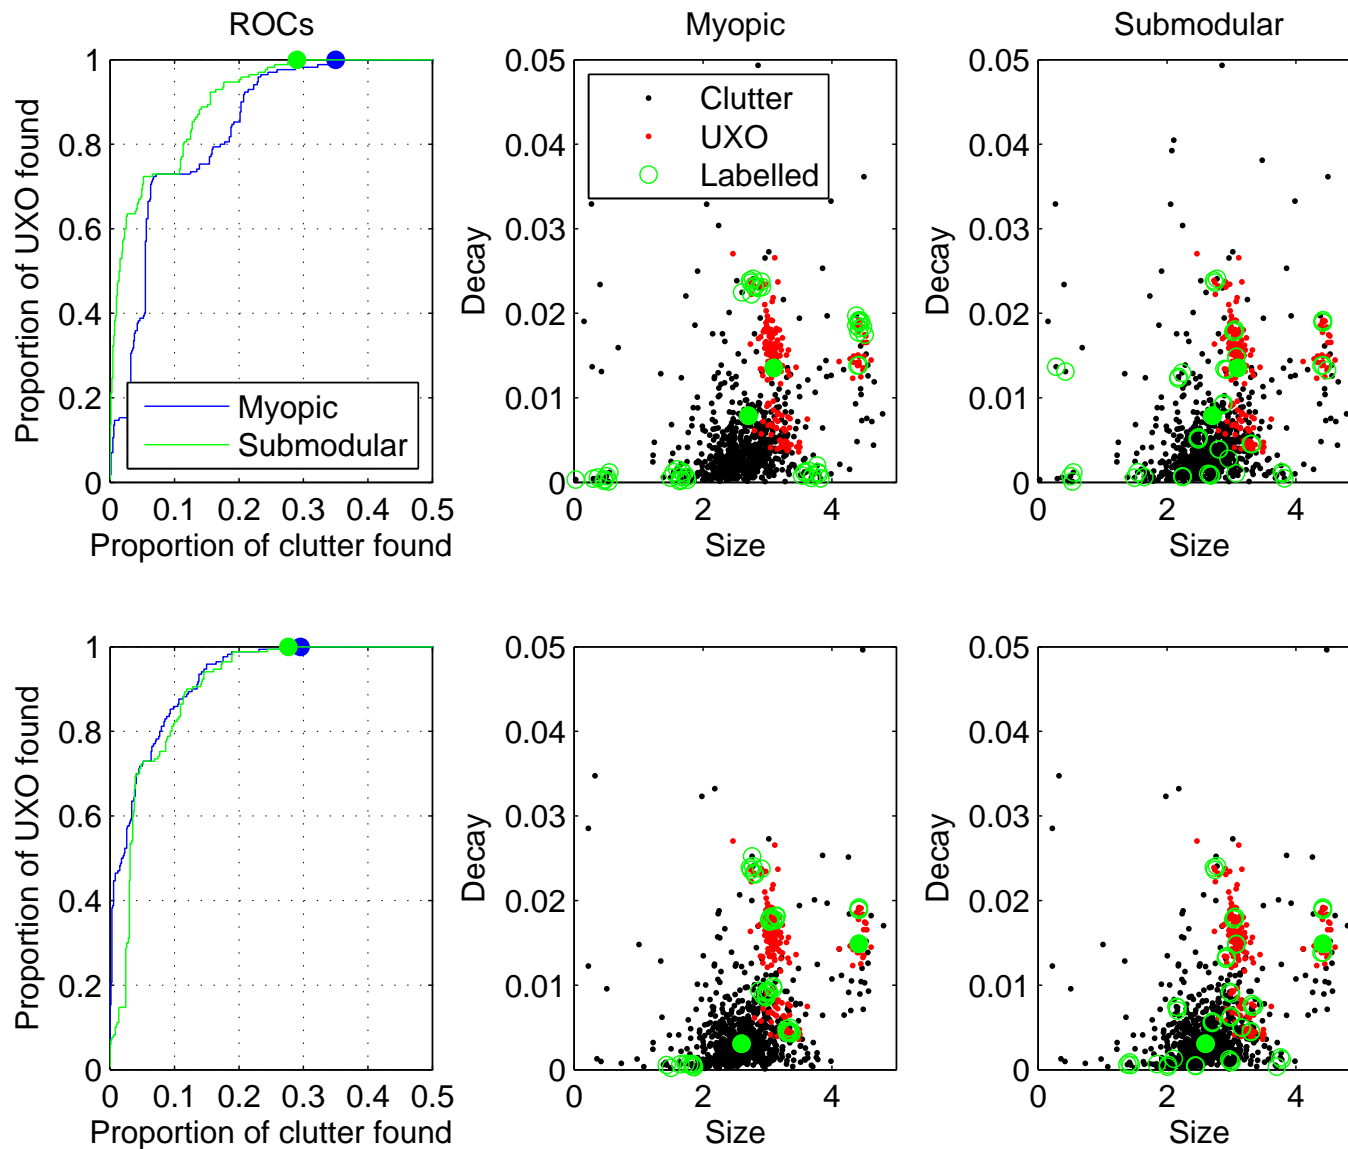 ROCs
Myopic
Submodular
1
0.8
0.6
0.4
0.2
0
0 0.1 0.2 0.3 0.4 0.5
Proportion of UXO found
Proportion of clutter found
Myopic
Submodular
0.05
0.04
0.03
0.02
0.01
0
0 2 4
Decay
Size
Clutter
UXO
Labelled
0.05
0.04
0.03
0.02
0.01
0
0 2 4
Decay
Size
1
0.8
0.6
0.4
0.2
0
0 0.1 0.2 0.3 0.4 0.5
Proportion of UXO found
Proportion of clutter found
0.05
0.04
0.03
0.02
0.01
0
0 2 4
Decay
Size
0.05
0.04
0.03
0.02
0.01
0
0 2 4
Decay
Size